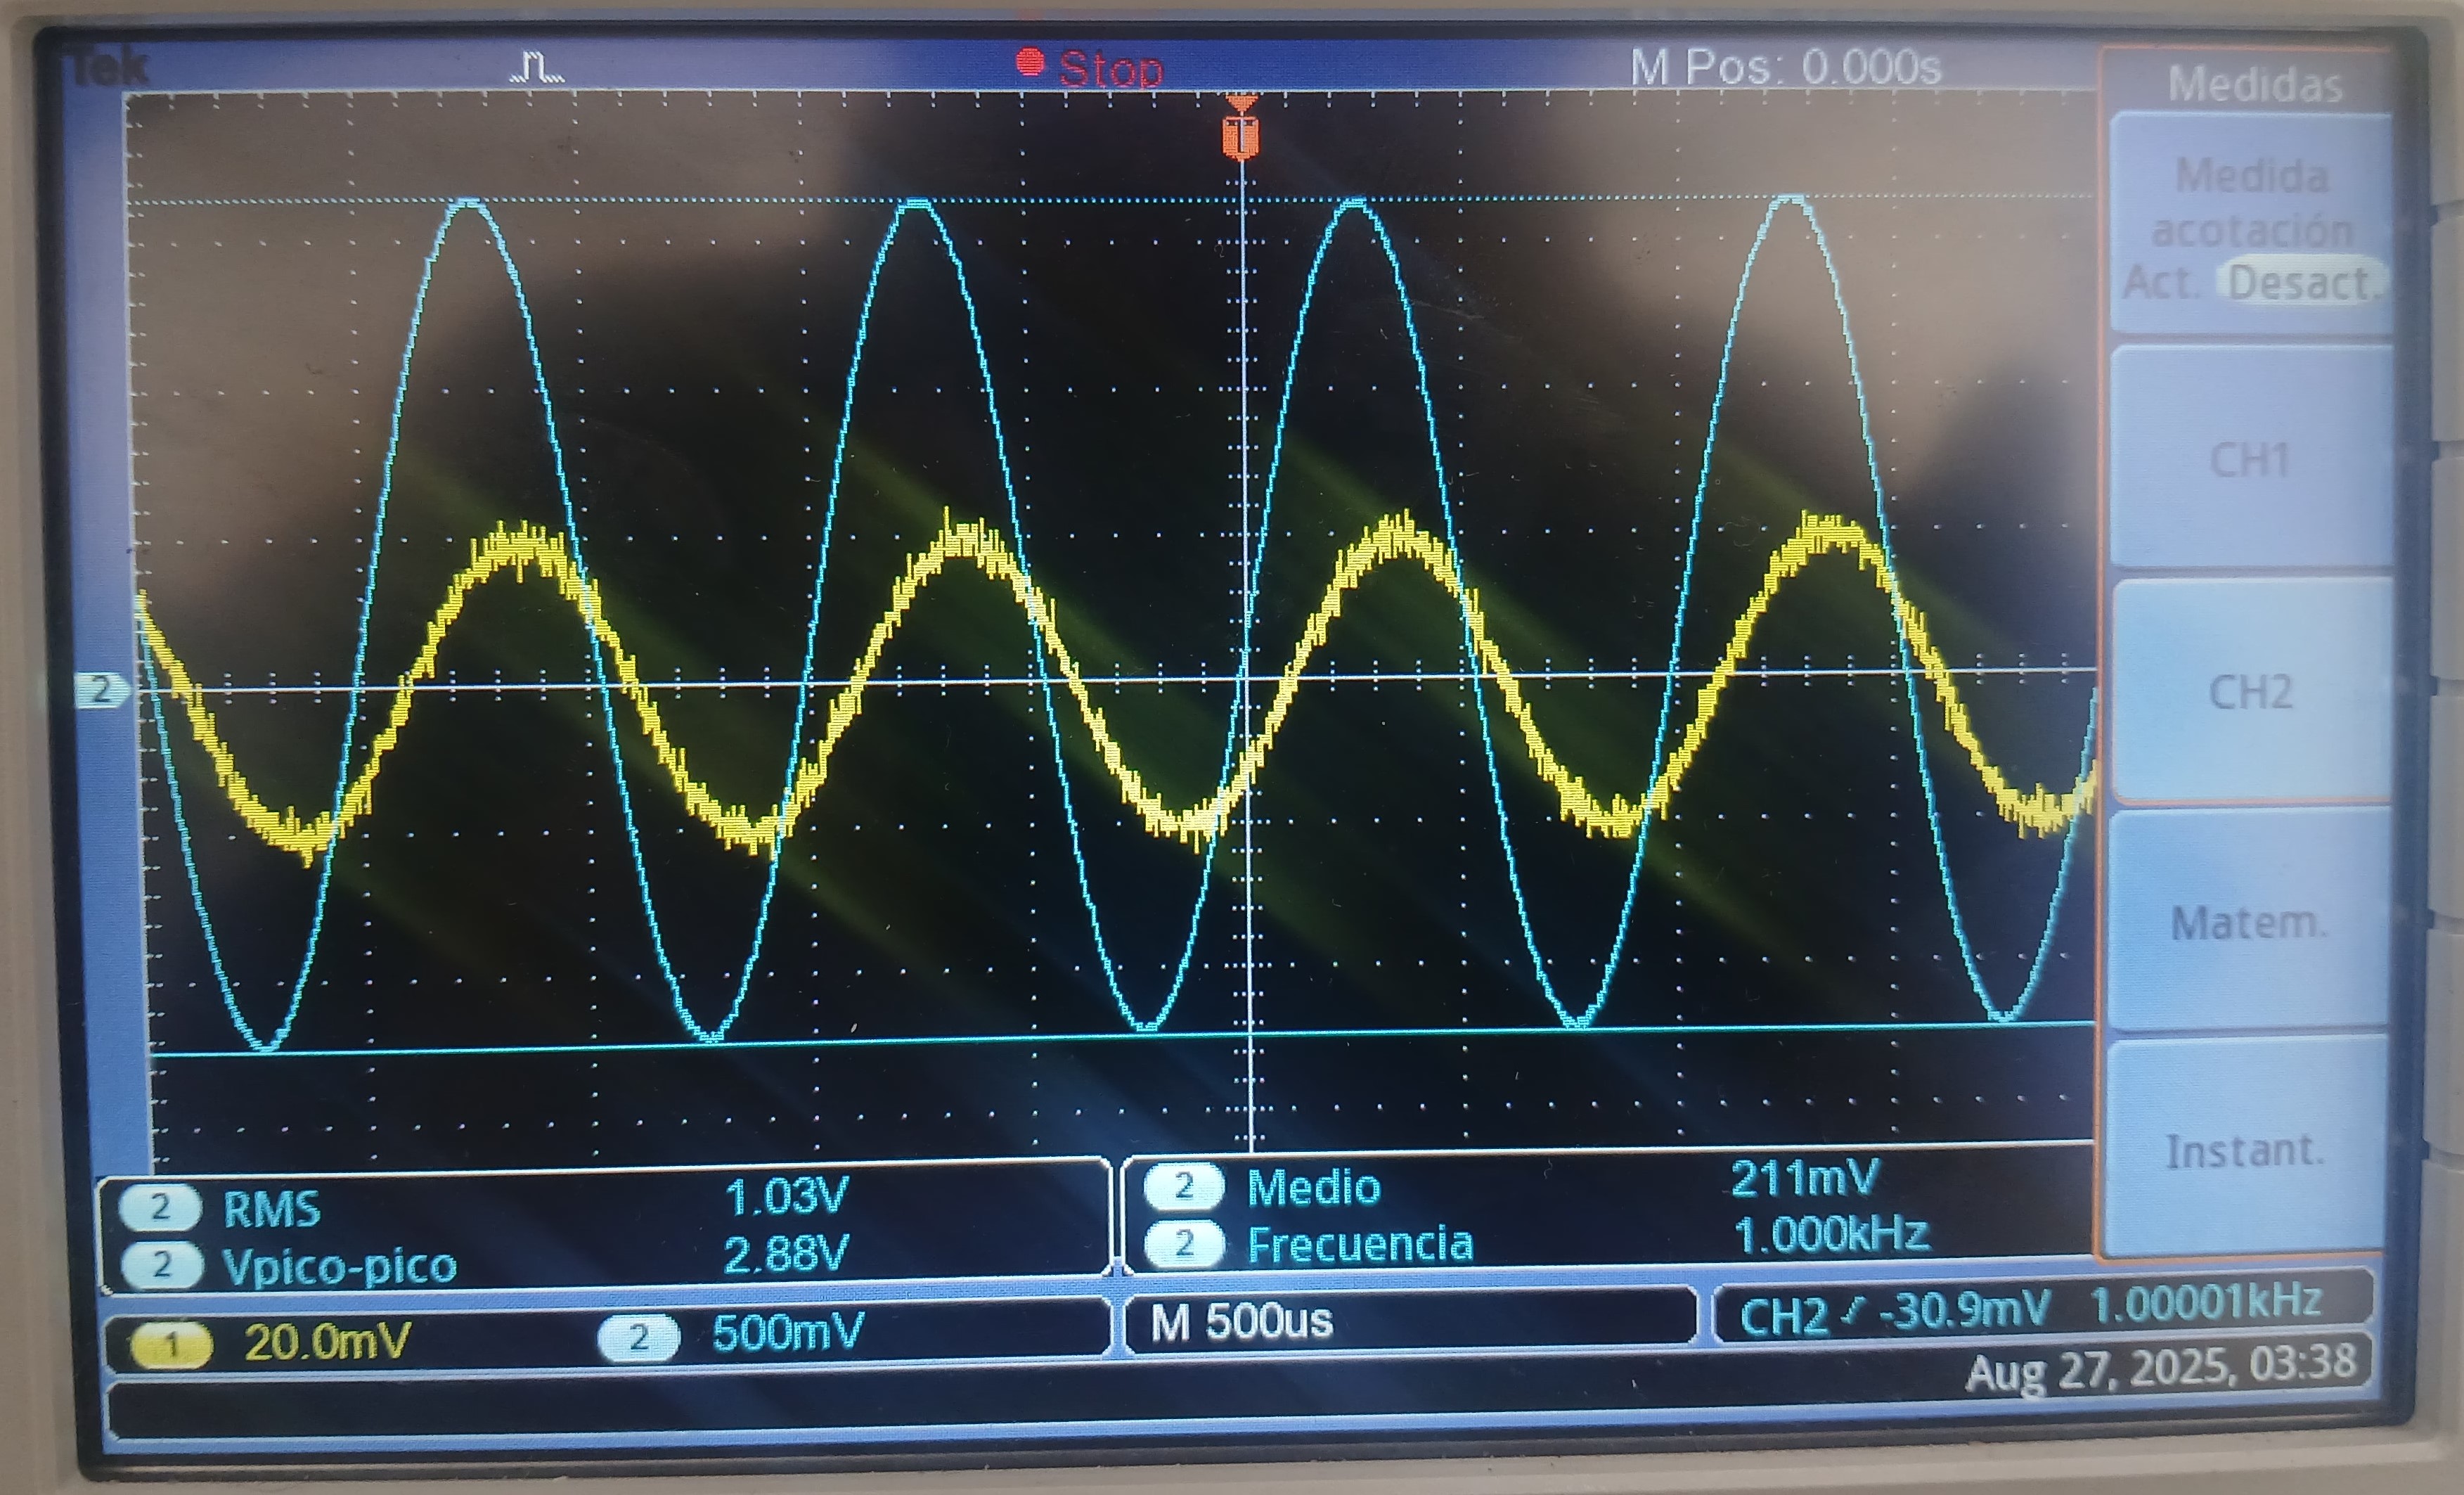 Tek Stop M Pos: 0.000s
Medidas
Medida
acotación
Act. Desact.
CH1
CH2
Matem.
Instant.
T
2
2 RMS 1.03V 2 Medio 211mV
2 Vpico-pico 2.88V 2 Frecuencia 1.000kHz
1 20.0mV 2 500mV M 500us CH2 -30.9mV 1.00001kHz
Aug 27, 2025, 03:38